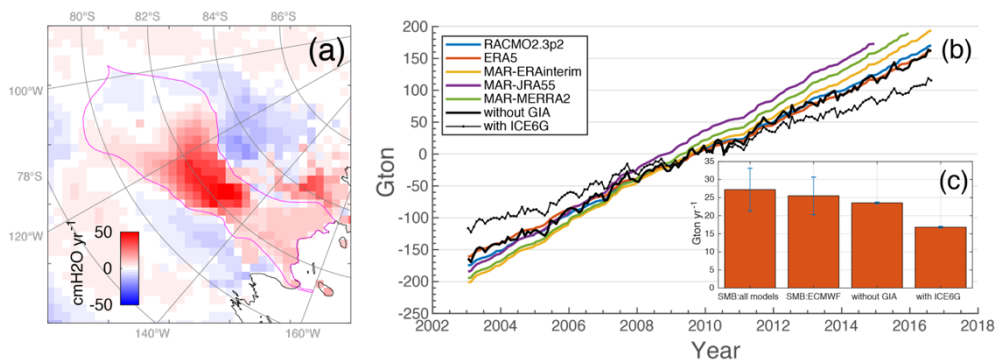 80°S 82°S 84°S 86°S
(a)
100°W
78°S
120°W
cmH2O yr⁻¹
50
0
-50
140°W 160°W
200
150
100
50
0
-50
-100
-150
-200
-250
Gton
RACMO2.3p2
ERA5
MAR-ERAinterim
MAR-JRA55
MAR-MERRA2
without GIA
with ICE6G
(b)
2002 2004 2006 2008 2010 2012 2014 2016 2018
Year
(c)
35
30
25
20
15
10
5
0
Gton yr⁻¹
SMB:all models SMB:ECMWF without GIA with ICE6G